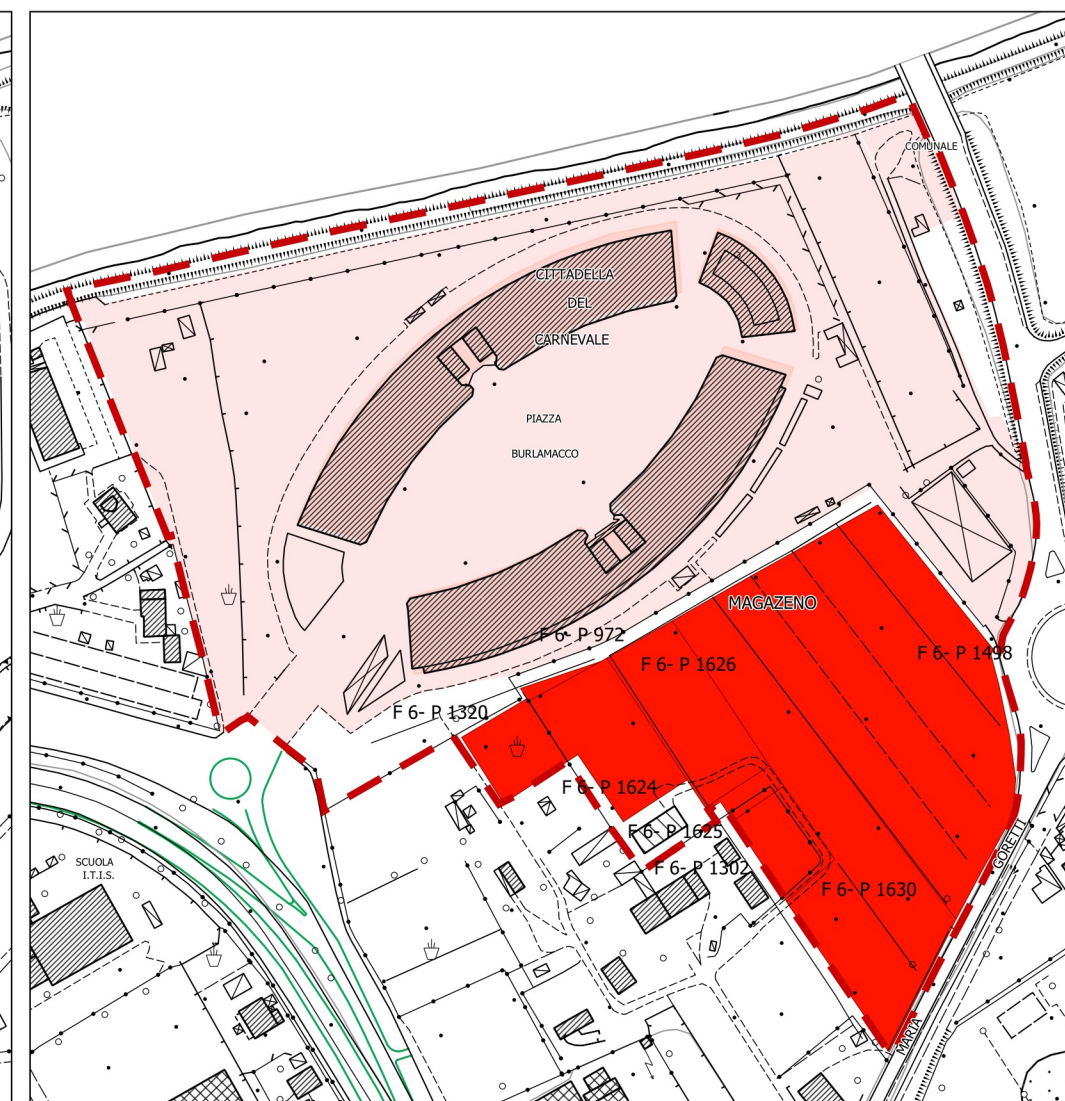 COMUNALE
CITTADELLA
DEL
CARNEVALE
PIAZZA
BURLAMACCO
MAGAZENO
F 6- P 972
F 6- P 1626
F 6- P 1498
F 6- P 1320
F 6- P 1624
F 6- P 1625
F 6- P 1302
F 6- P 1630
GORETTI
MARIA
SCUOLA
I.T.I.S.